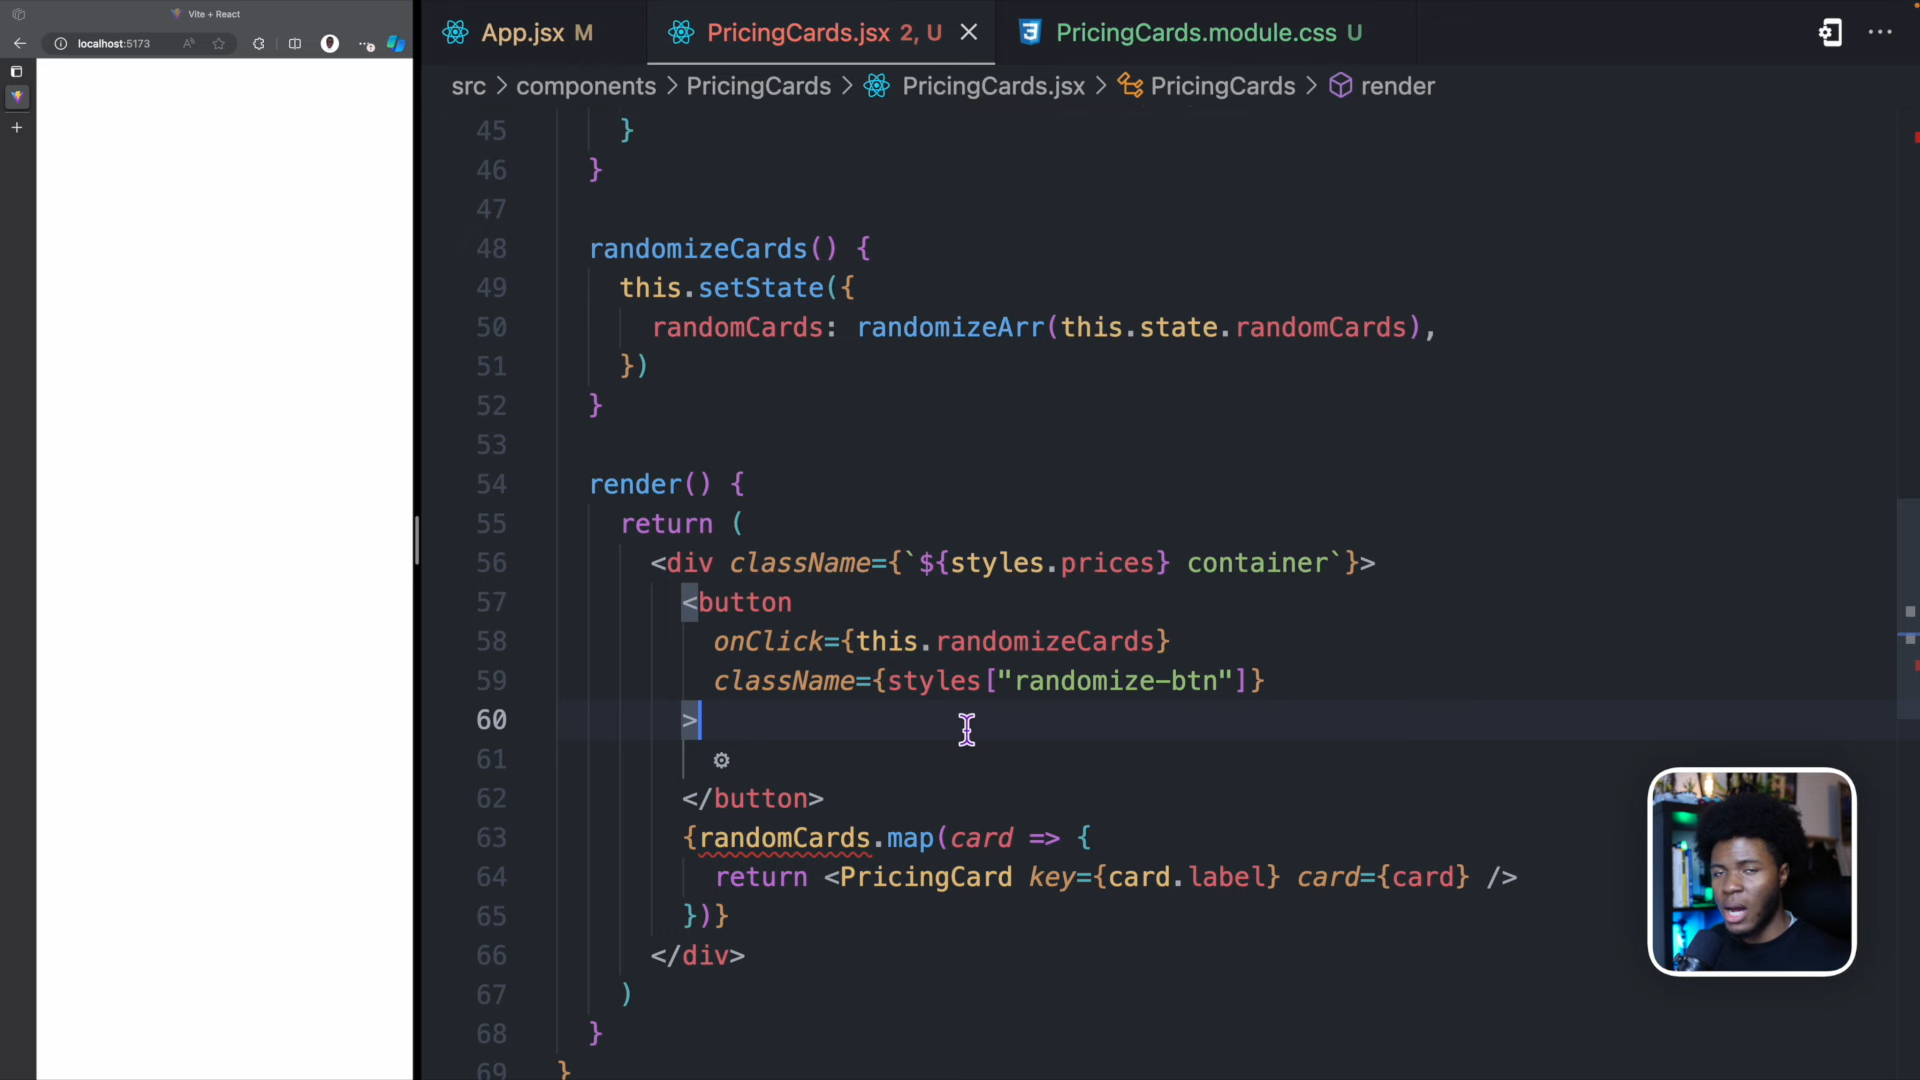 Vite + React
localhost:5173
App.jsx M
PricingCards.jsx 2, U
PricingCards.module.css U
src > components > PricingCards > PricingCards.jsx > PricingCards > render
45 }
46 }
47
48 randomizeCards() {
49 this.setState({
50 randomCards: randomizeArr(this.state.randomCards),
51 })
52 }
53
54 render() {
55 return (
56 <div className={`${styles.prices} container`}>
57 <button
58 onClick={this.randomizeCards}
59 className={styles["randomize-btn"]}
60 >
61 ⚙
62 </button>
63 {randomCards.map(card => {
64 return <PricingCard key={card.label} card={card} />
65 })}
66 </div>
67 )
68 }
69 }